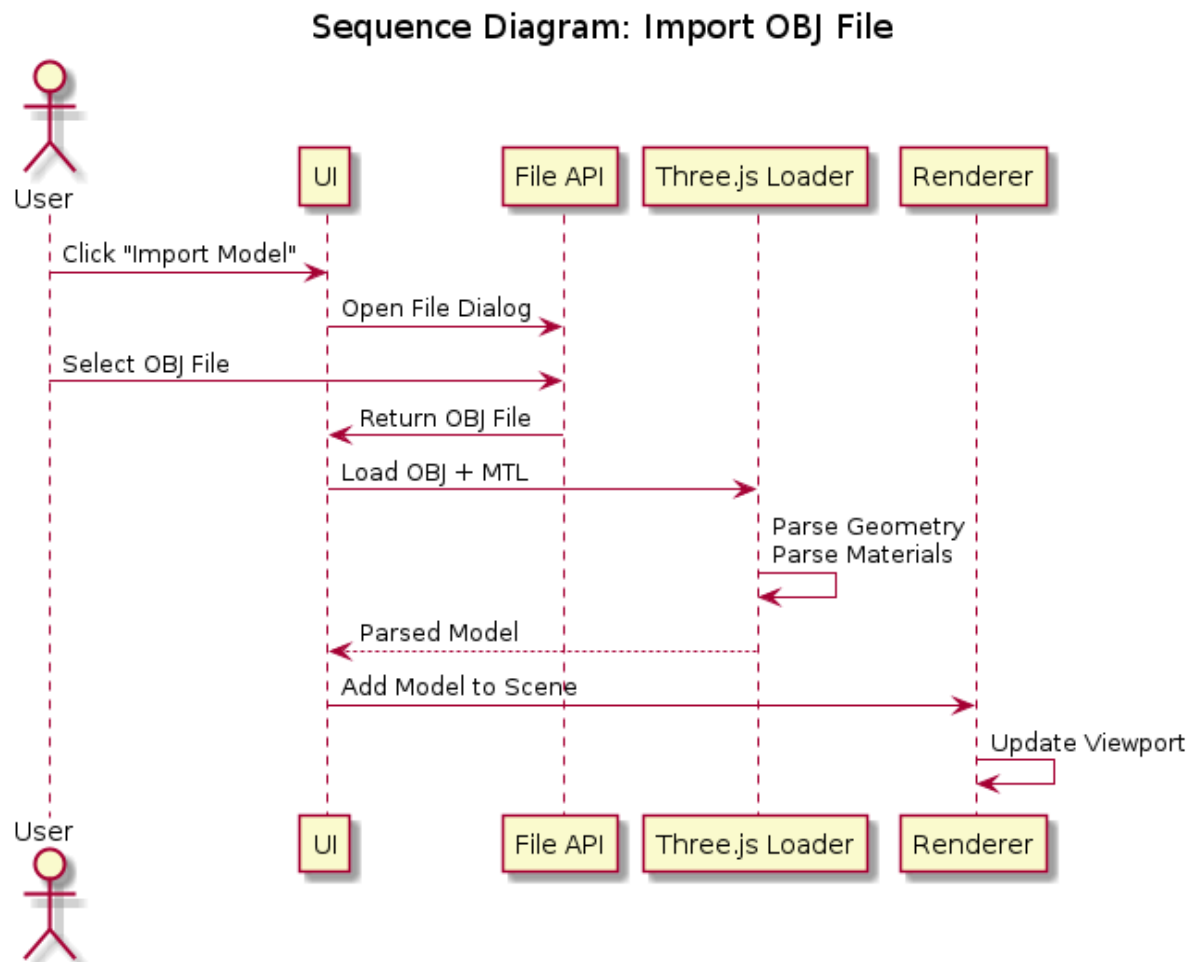 Sequence Diagram: Import OBJ File
User
UI
File API
Three.js Loader
Renderer
Click "Import Model"
Open File Dialog
Select OBJ File
Return OBJ File
Load OBJ + MTL
Parse Geometry
Parse Materials
Parsed Model
Add Model to Scene
Update Viewport
User
UI
File API
Three.js Loader
Renderer